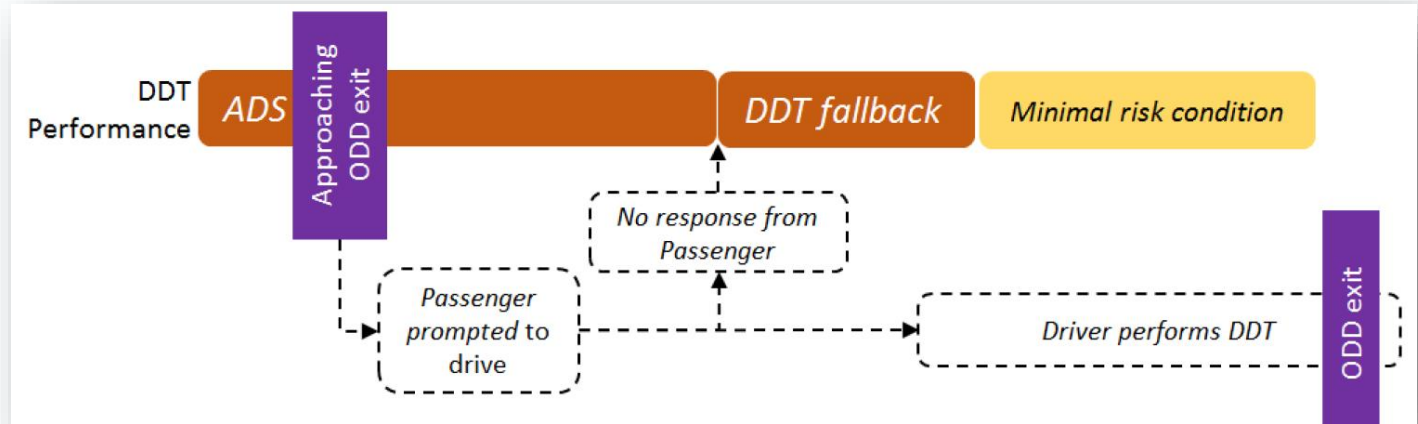 DDT
Performance
ADS
Approaching
ODD exit
DDT fallback
Minimal risk condition
No response from
Passenger
Passenger
prompted to
drive
Driver performs DDT
ODD exit